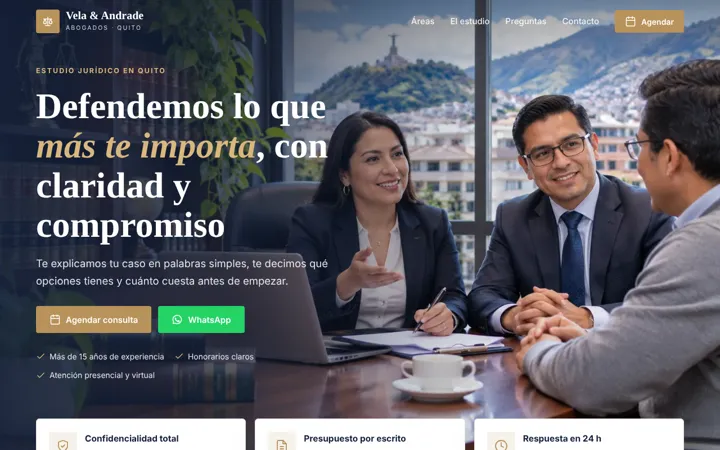 Vela & Andrade
ABOGADOS · QUITO
Áreas
El estudio
Preguntas
Contacto
Agendar
ESTUDIO JURÍDICO EN QUITO
Defendemos lo que
más te importa, con
claridad y
compromiso
Te explicamos tu caso en palabras simples, te decimos qué
opciones tienes y cuánto cuesta antes de empezar.
Agendar consulta
WhatsApp
Más de 15 años de experiencia
Honorarios claros
Atención presencial y virtual
Confidencialidad total
Presupuesto por escrito
Respuesta en 24 h